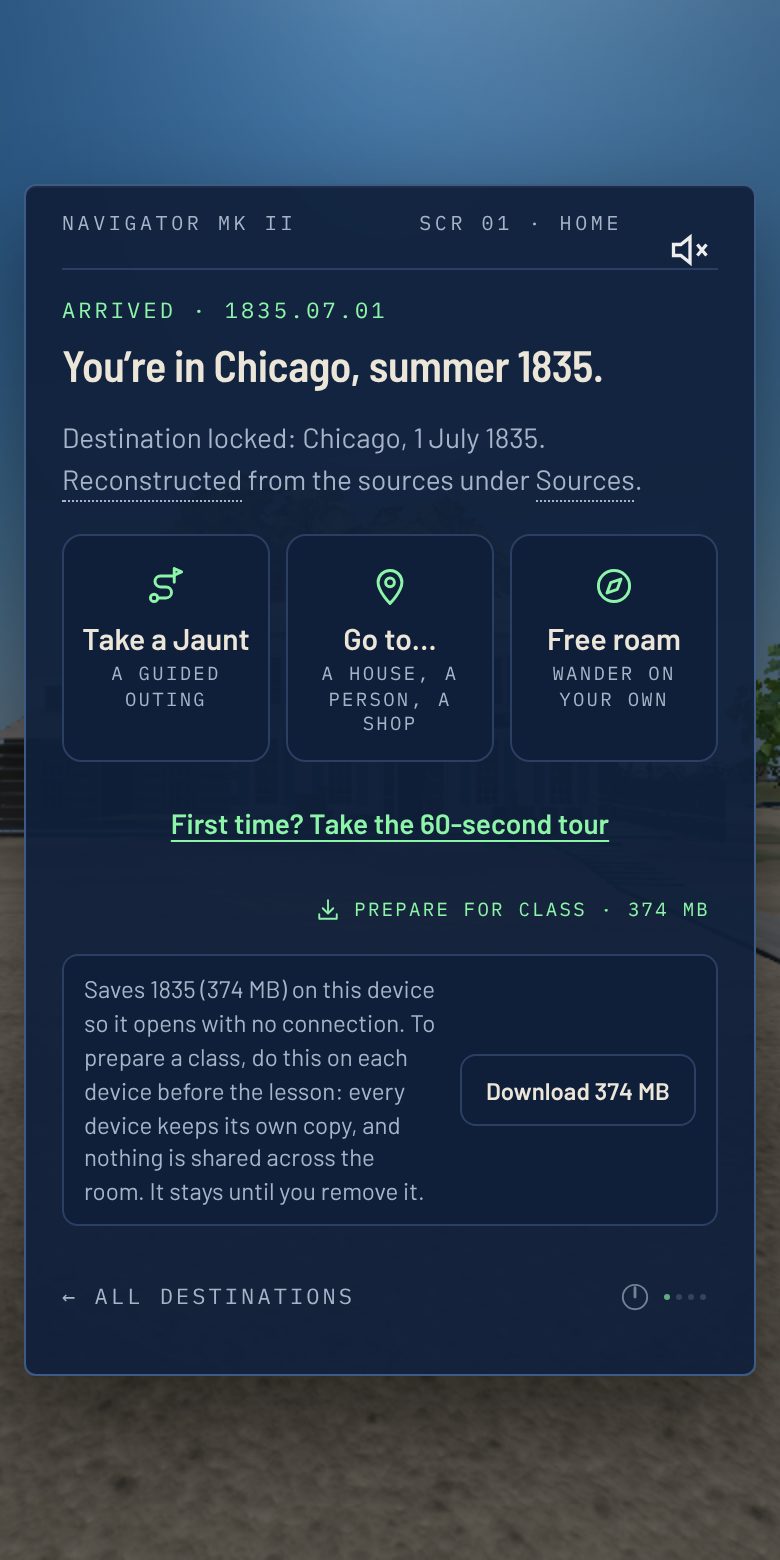 NAVIGATOR MK II
SCR 01 · HOME
ARRIVED · 1835.07.01
You’re in Chicago, summer 1835.
Destination locked: Chicago, 1 July 1835.
Reconstructed from the sources under Sources.
Take a Jaunt
A GUIDED
OUTING
Go to…
A HOUSE, A
PERSON, A
SHOP
Free roam
WANDER ON
YOUR OWN
First time? Take the 60-second tour
PREPARE FOR CLASS · 374 MB
Saves 1835 (374 MB) on this device
so it opens with no connection. To
prepare a class, do this on each
device before the lesson: every
device keeps its own copy, and
nothing is shared across the
room. It stays until you remove it.
Download 374 MB
← ALL DESTINATIONS